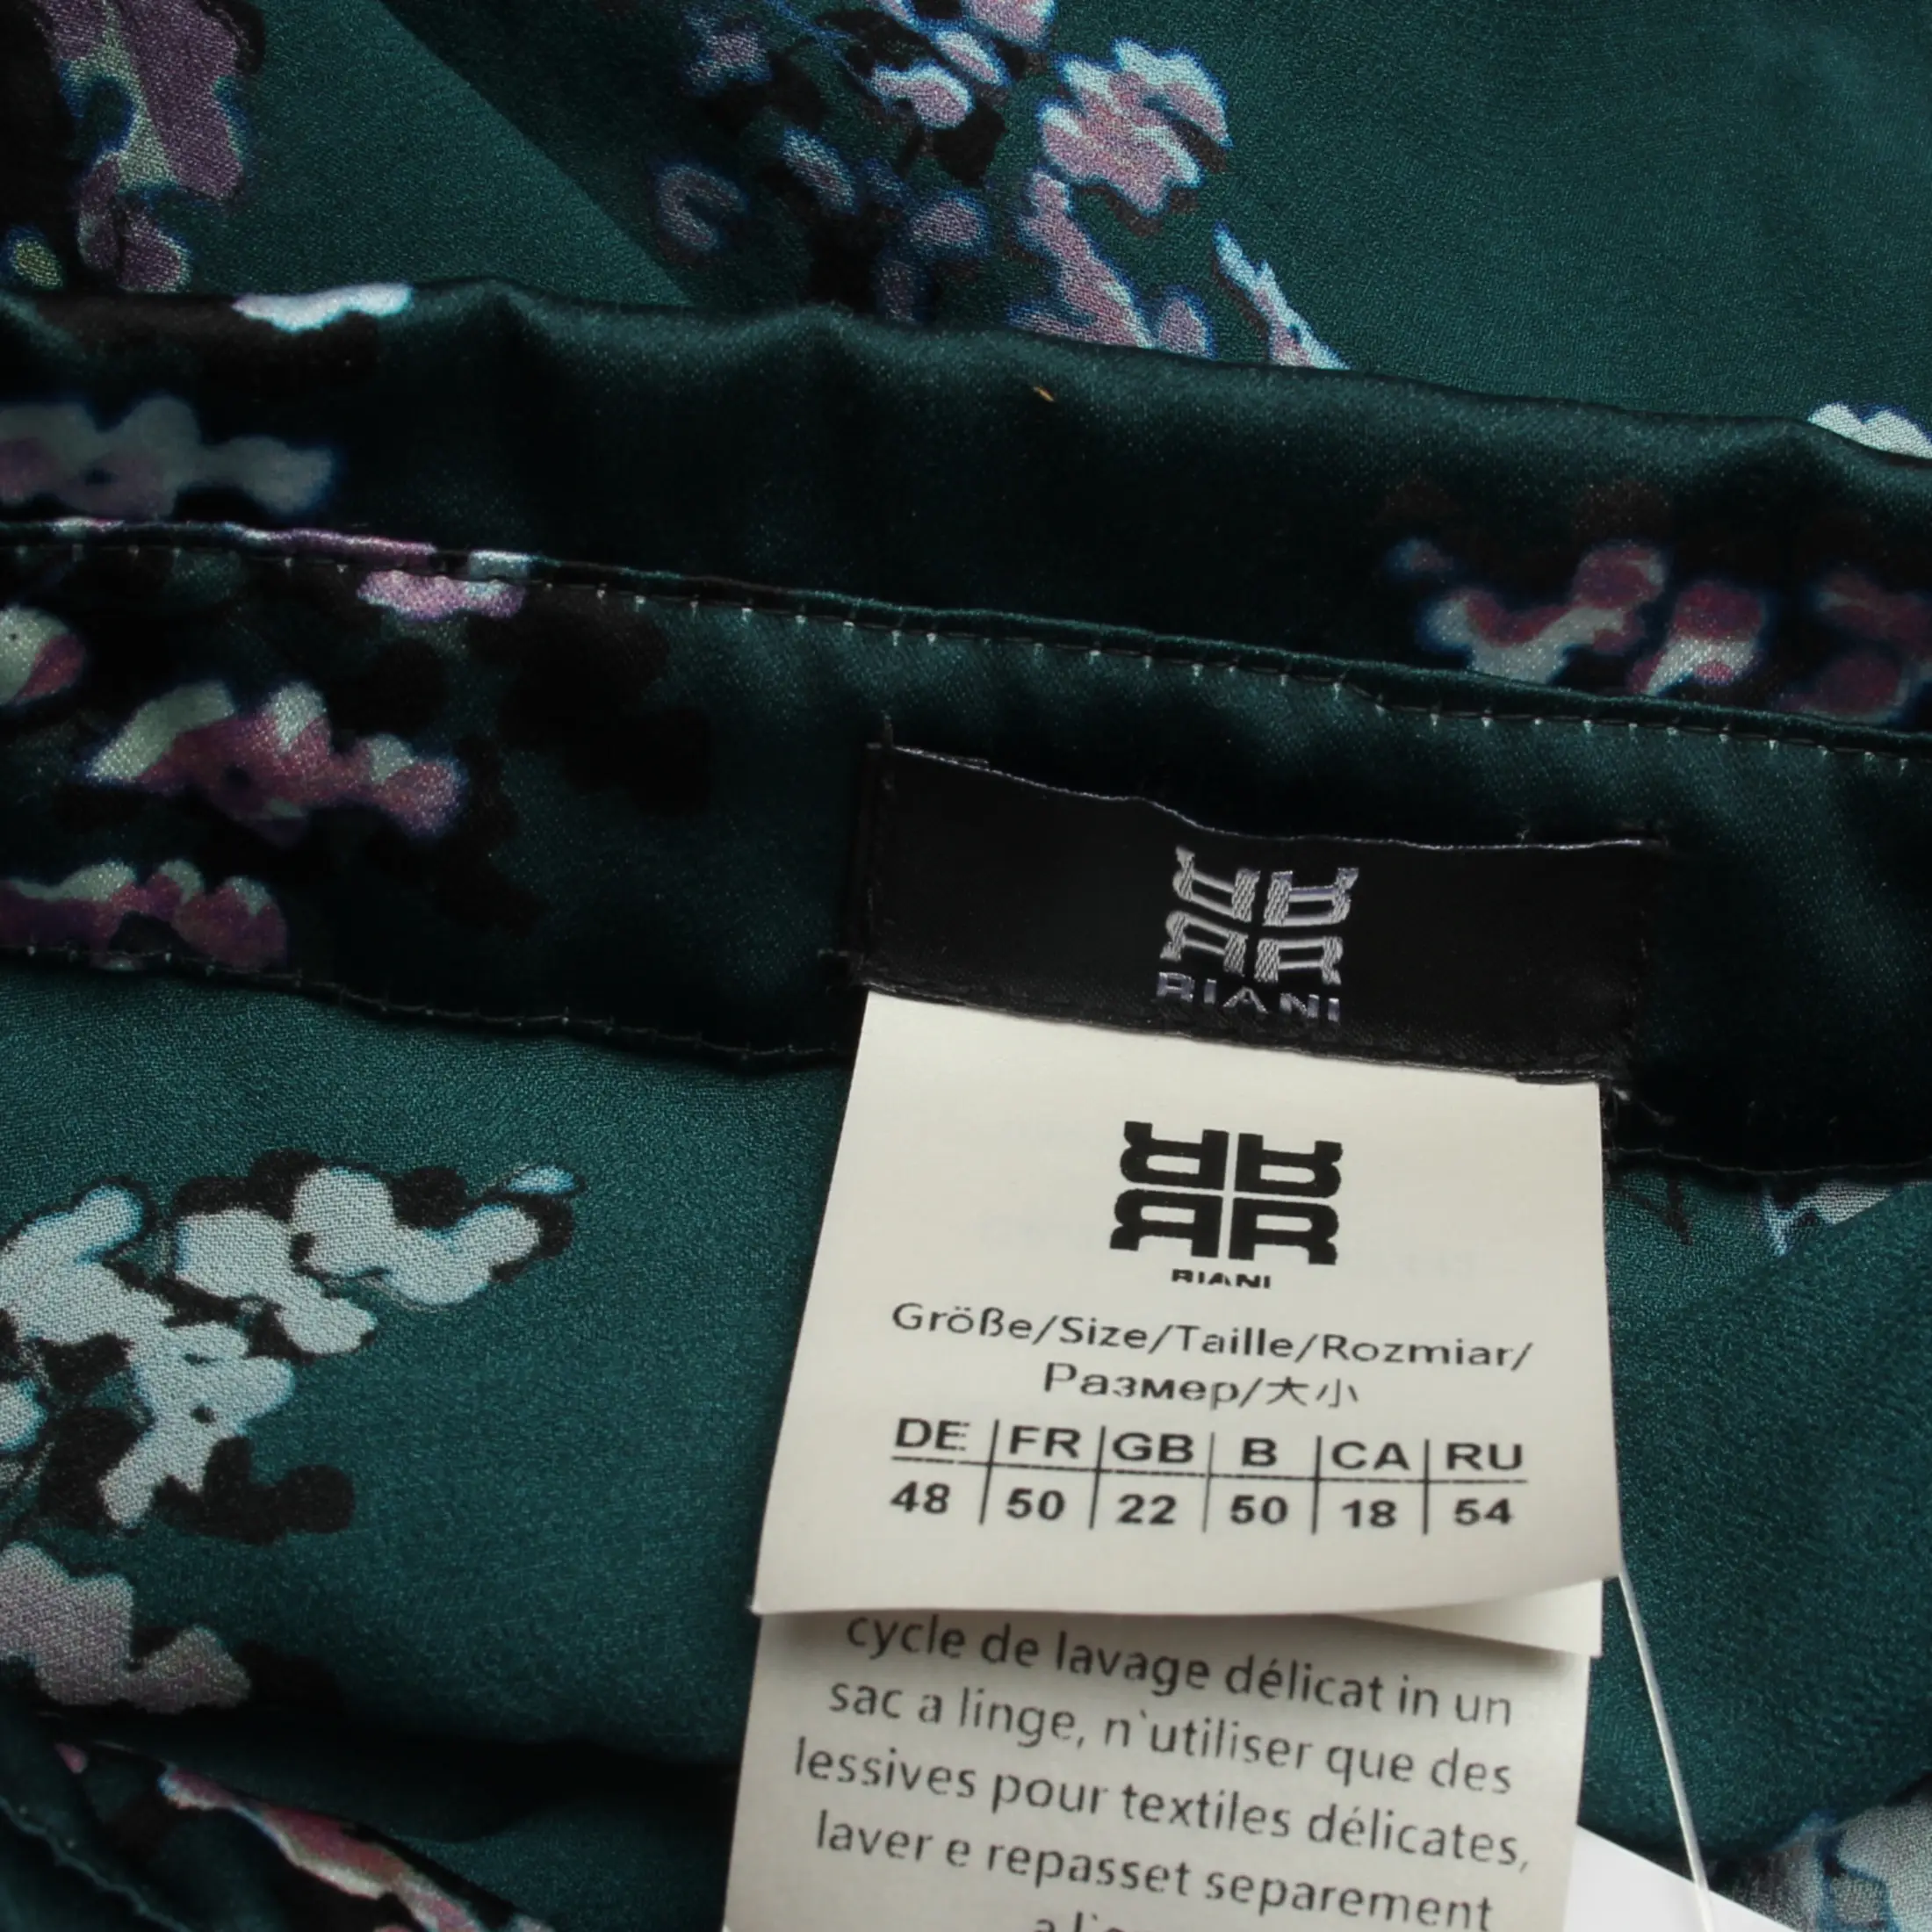 RIANI
RIANI
Größe/Size/Taille/Rozmiar/
Размер/大小
DE | FR | GB | B | CA | RU
48 | 50 | 22 | 50 | 18 | 54
cycle de lavage délicat in un
sac a linge, n`utiliser que des
lessives pour textiles délicates,
laver e repasset separement